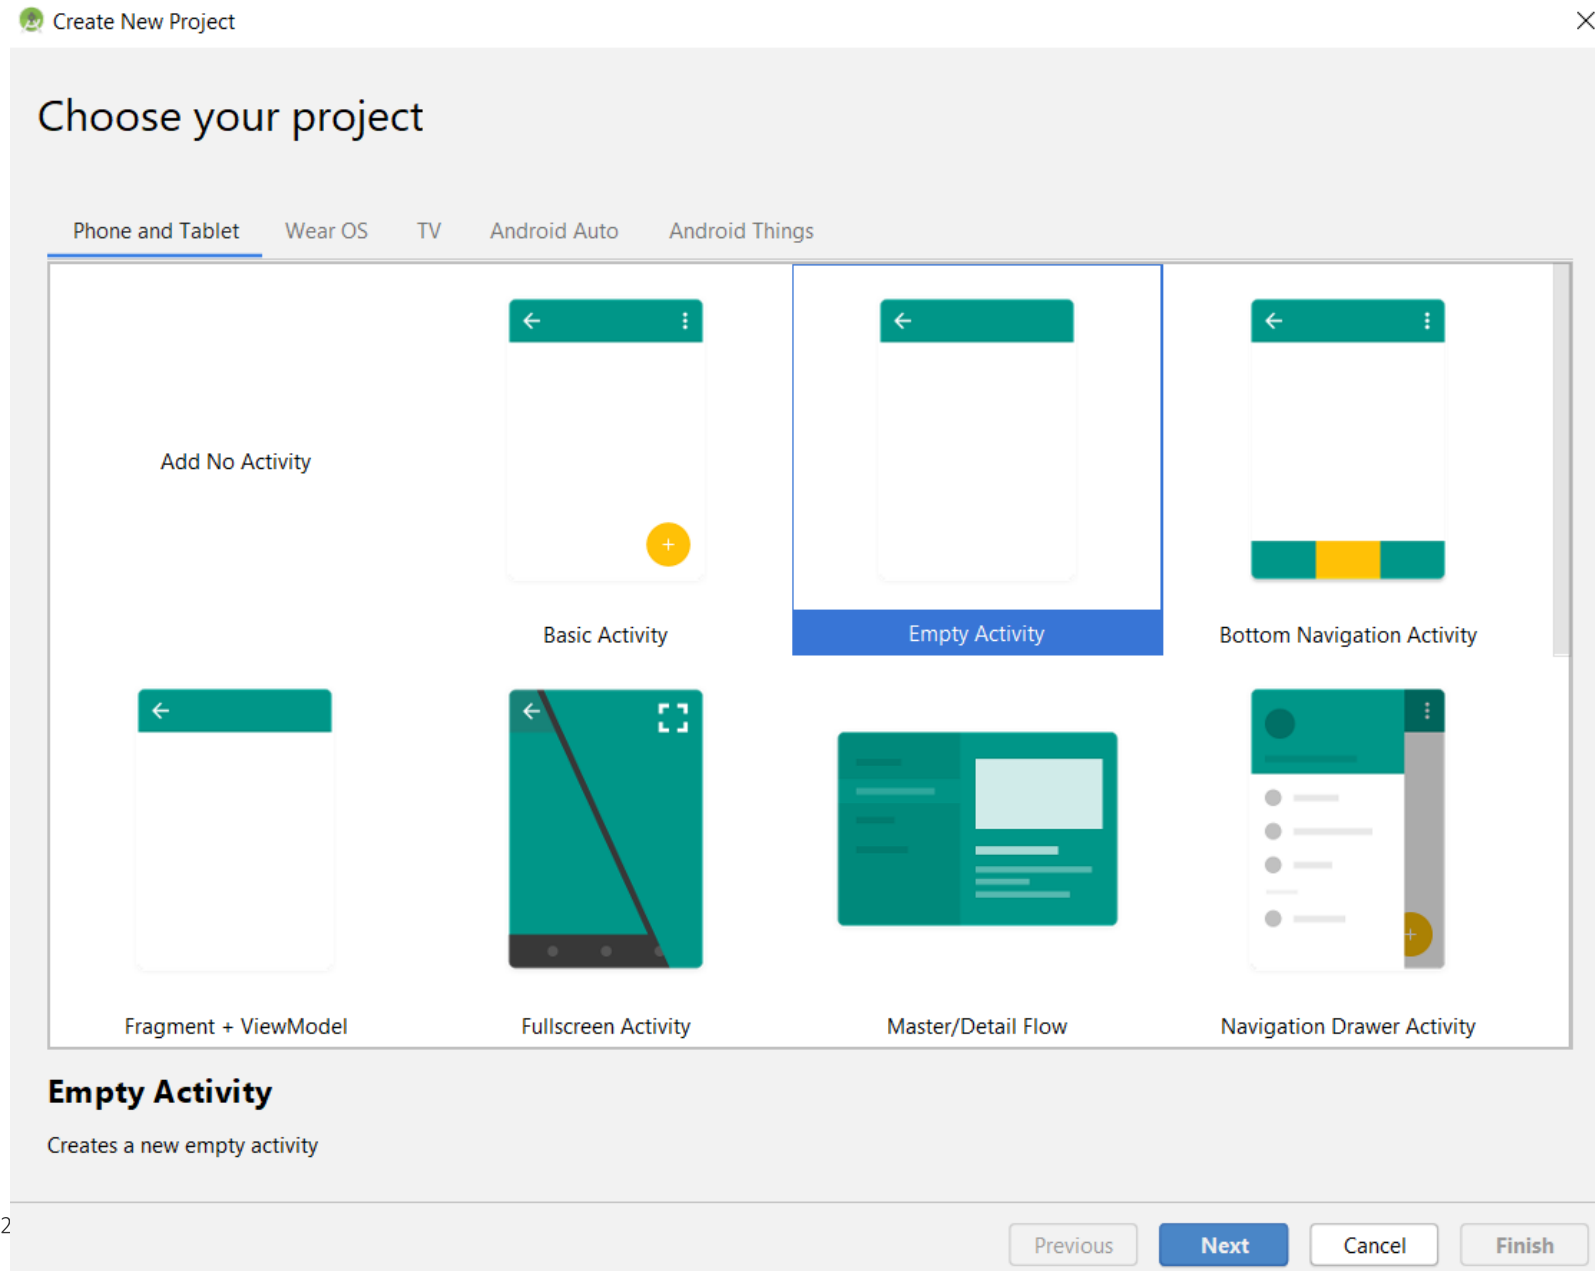 Create New Project
Choose your project
Phone and Tablet Wear OS TV Android Auto Android Things
Add No Activity
Basic Activity
Empty Activity
Bottom Navigation Activity
Fragment + ViewModel
Fullscreen Activity
Master/Detail Flow
Navigation Drawer Activity
Empty Activity
Creates a new empty activity
2
Previous Next Cancel Finish